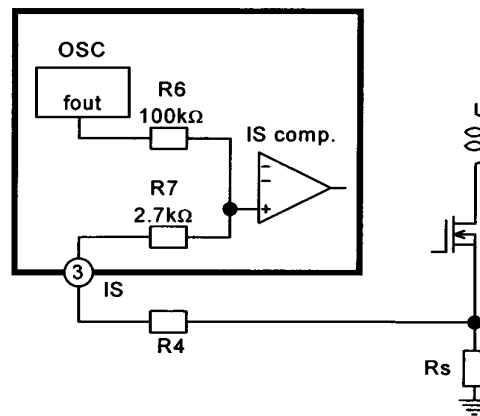 OSC
fout
R6
100kΩ
IS comp.
R7
2.7kΩ
3
IS
R4
Rs